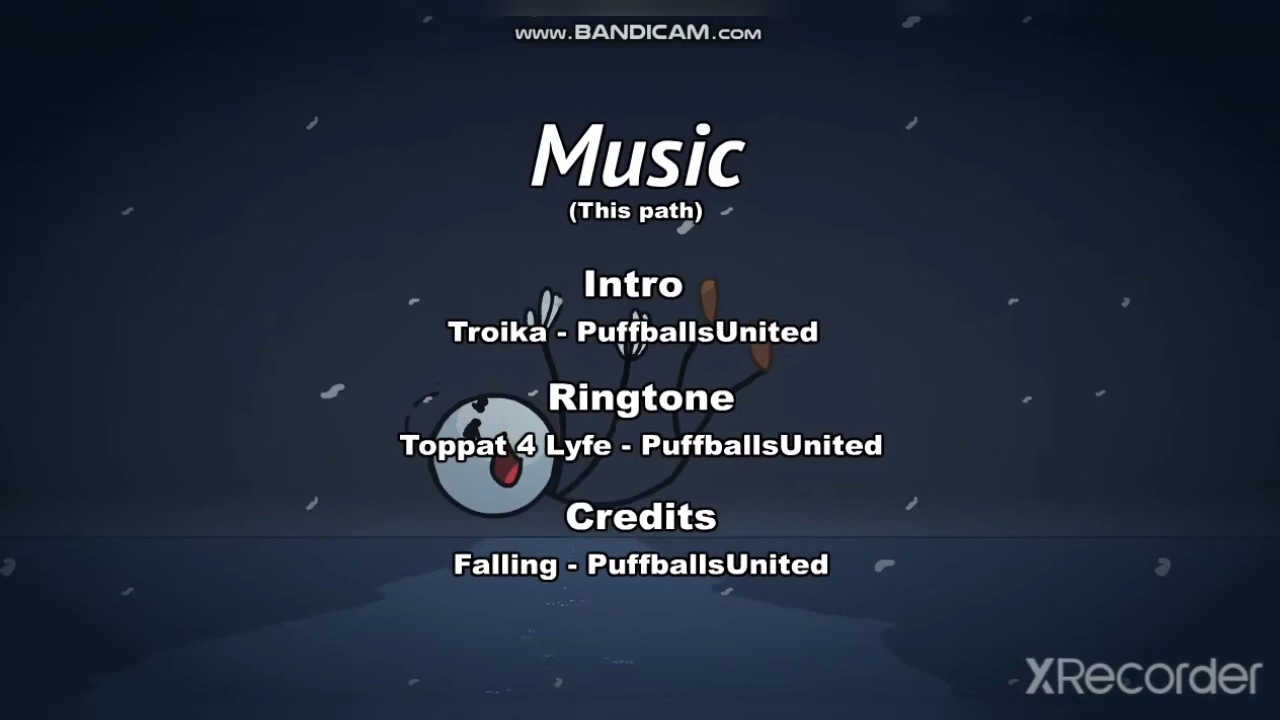 www.BANDICAM.com
Music
(This path)
Intro
Troika - PuffballsUnited
Ringtone
Toppat 4 Lyfe - PuffballsUnited
Credits
Falling - PuffballsUnited
XRecorder